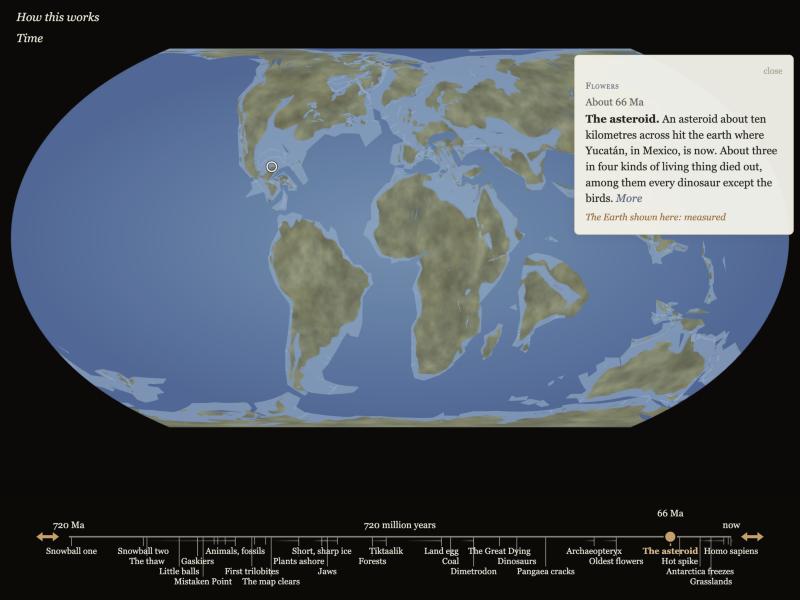 How this works
Time
close
FLOWERS
About 66 Ma
The asteroid. An asteroid about ten
kilometres across hit the earth where
Yucatán, in Mexico, is now. About three
in four kinds of living thing died out,
among them every dinosaur except the
birds. More
The Earth shown here: measured
66 Ma
720 Ma
720 million years
now
Snowball one
Snowball two
Animals, fossils
Short, sharp ice
Tiktaalik
Land egg
The Great Dying
Archaeopteryx
The asteroid
Homo sapiens
The thaw
Gaskiers
Plants ashore
Forests
Coal
Dinosaurs
Oldest flowers
Hot spike
Little balls
First trilobites
Jaws
Dimetrodon
Pangaea cracks
Antarctica freezes
Mistaken Point
The map clears
Grasslands